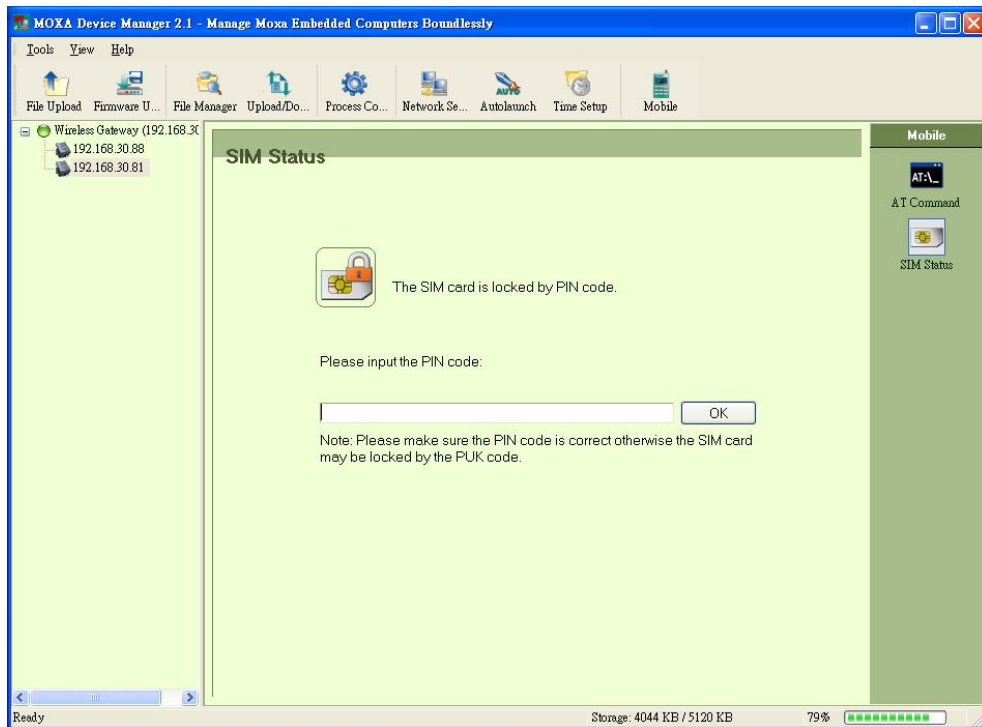 MOXA Device Manager 2.1 - Manage Moxa Embedded Computers Boundlessly
Tools View Help
File Upload Firmware U... File Manager Upload/Do... Process Co... Network Se... Autolaunch Time Setup Mobile
Wireless Gateway (192.168.30
192.168.30.88
192.168.30.81
SIM Status
The SIM card is locked by PIN code.
Please input the PIN code:
OK
Note: Please make sure the PIN code is correct otherwise the SIM card
may be locked by the PUK code.
Mobile
AT:\_
AT Command
SIM Status
Ready
Storage: 4044 KB / 5120 KB
79%